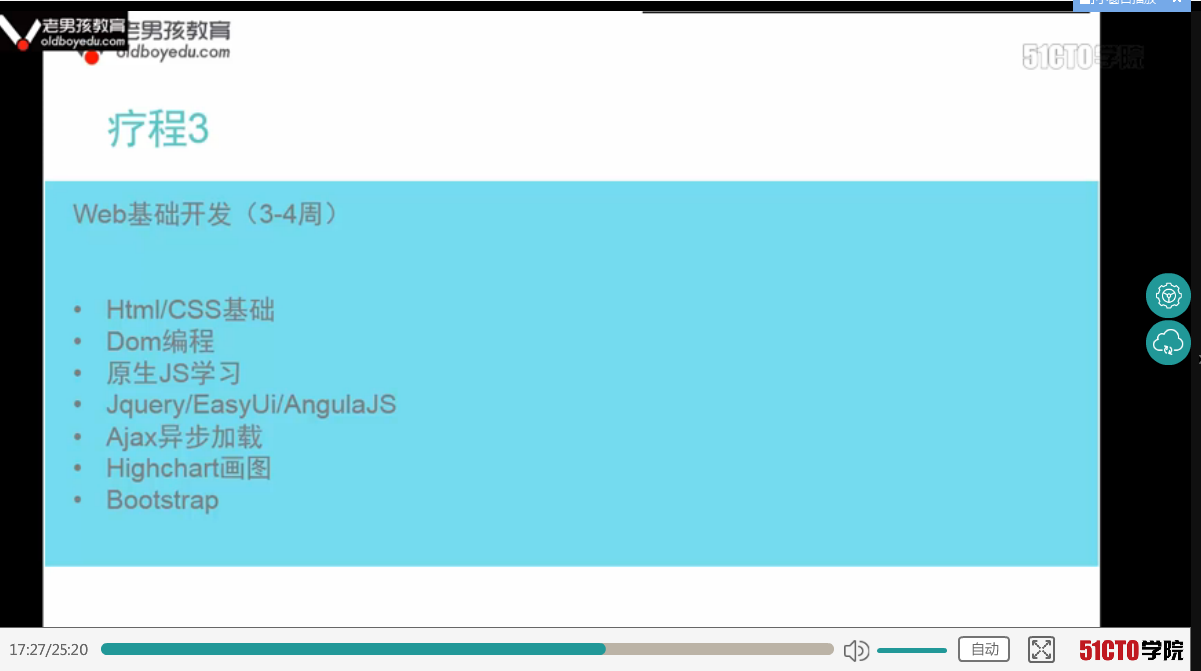 老男孩教育
oldboyedu.com
老男孩教育
oldboyedu.com
51CTO学院
疗程3
Web基础开发（3-4周）
• Html/CSS基础
• Dom编程
• 原生JS学习
• Jquery/EasyUi/AngulaJS
• Ajax异步加载
• Highchart画图
• Bootstrap
17:27/25:20
自动
51CTO学院